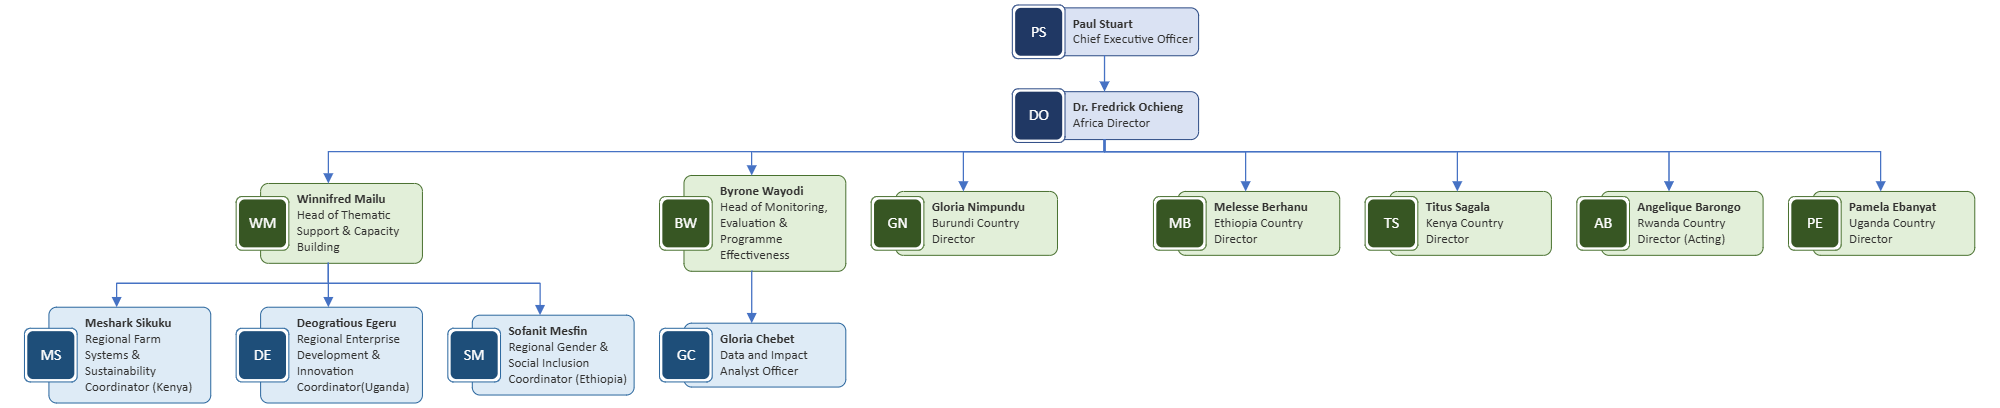 PS
Paul Stuart
Chief Executive Officer
DO
Dr. Fredrick Ochieng
Africa Director
WM
Winnifred Mailu
Head of Thematic
Support & Capacity
Building
BW
Byrone Wayodi
Head of Monitoring,
Evaluation &
Programme
Effectiveness
GN
Gloria Nimpundu
Burundi Country
Director
MB
Melesse Berhanu
Ethiopia Country
Director
TS
Titus Sagala
Kenya Country
Director
AB
Angelique Barongo
Rwanda Country
Director (Acting)
PE
Pamela Ebanyat
Uganda Country
Director
MS
Meshark Sikuku
Regional Farm
Systems &
Sustainability
Coordinator (Kenya)
DE
Deogratious Egeru
Regional Enterprise
Development &
Innovation
Coordinator(Uganda)
SM
Sofanit Mesfin
Regional Gender &
Social Inclusion
Coordinator (Ethiopia)
GC
Gloria Chebet
Data and Impact
Analyst Officer